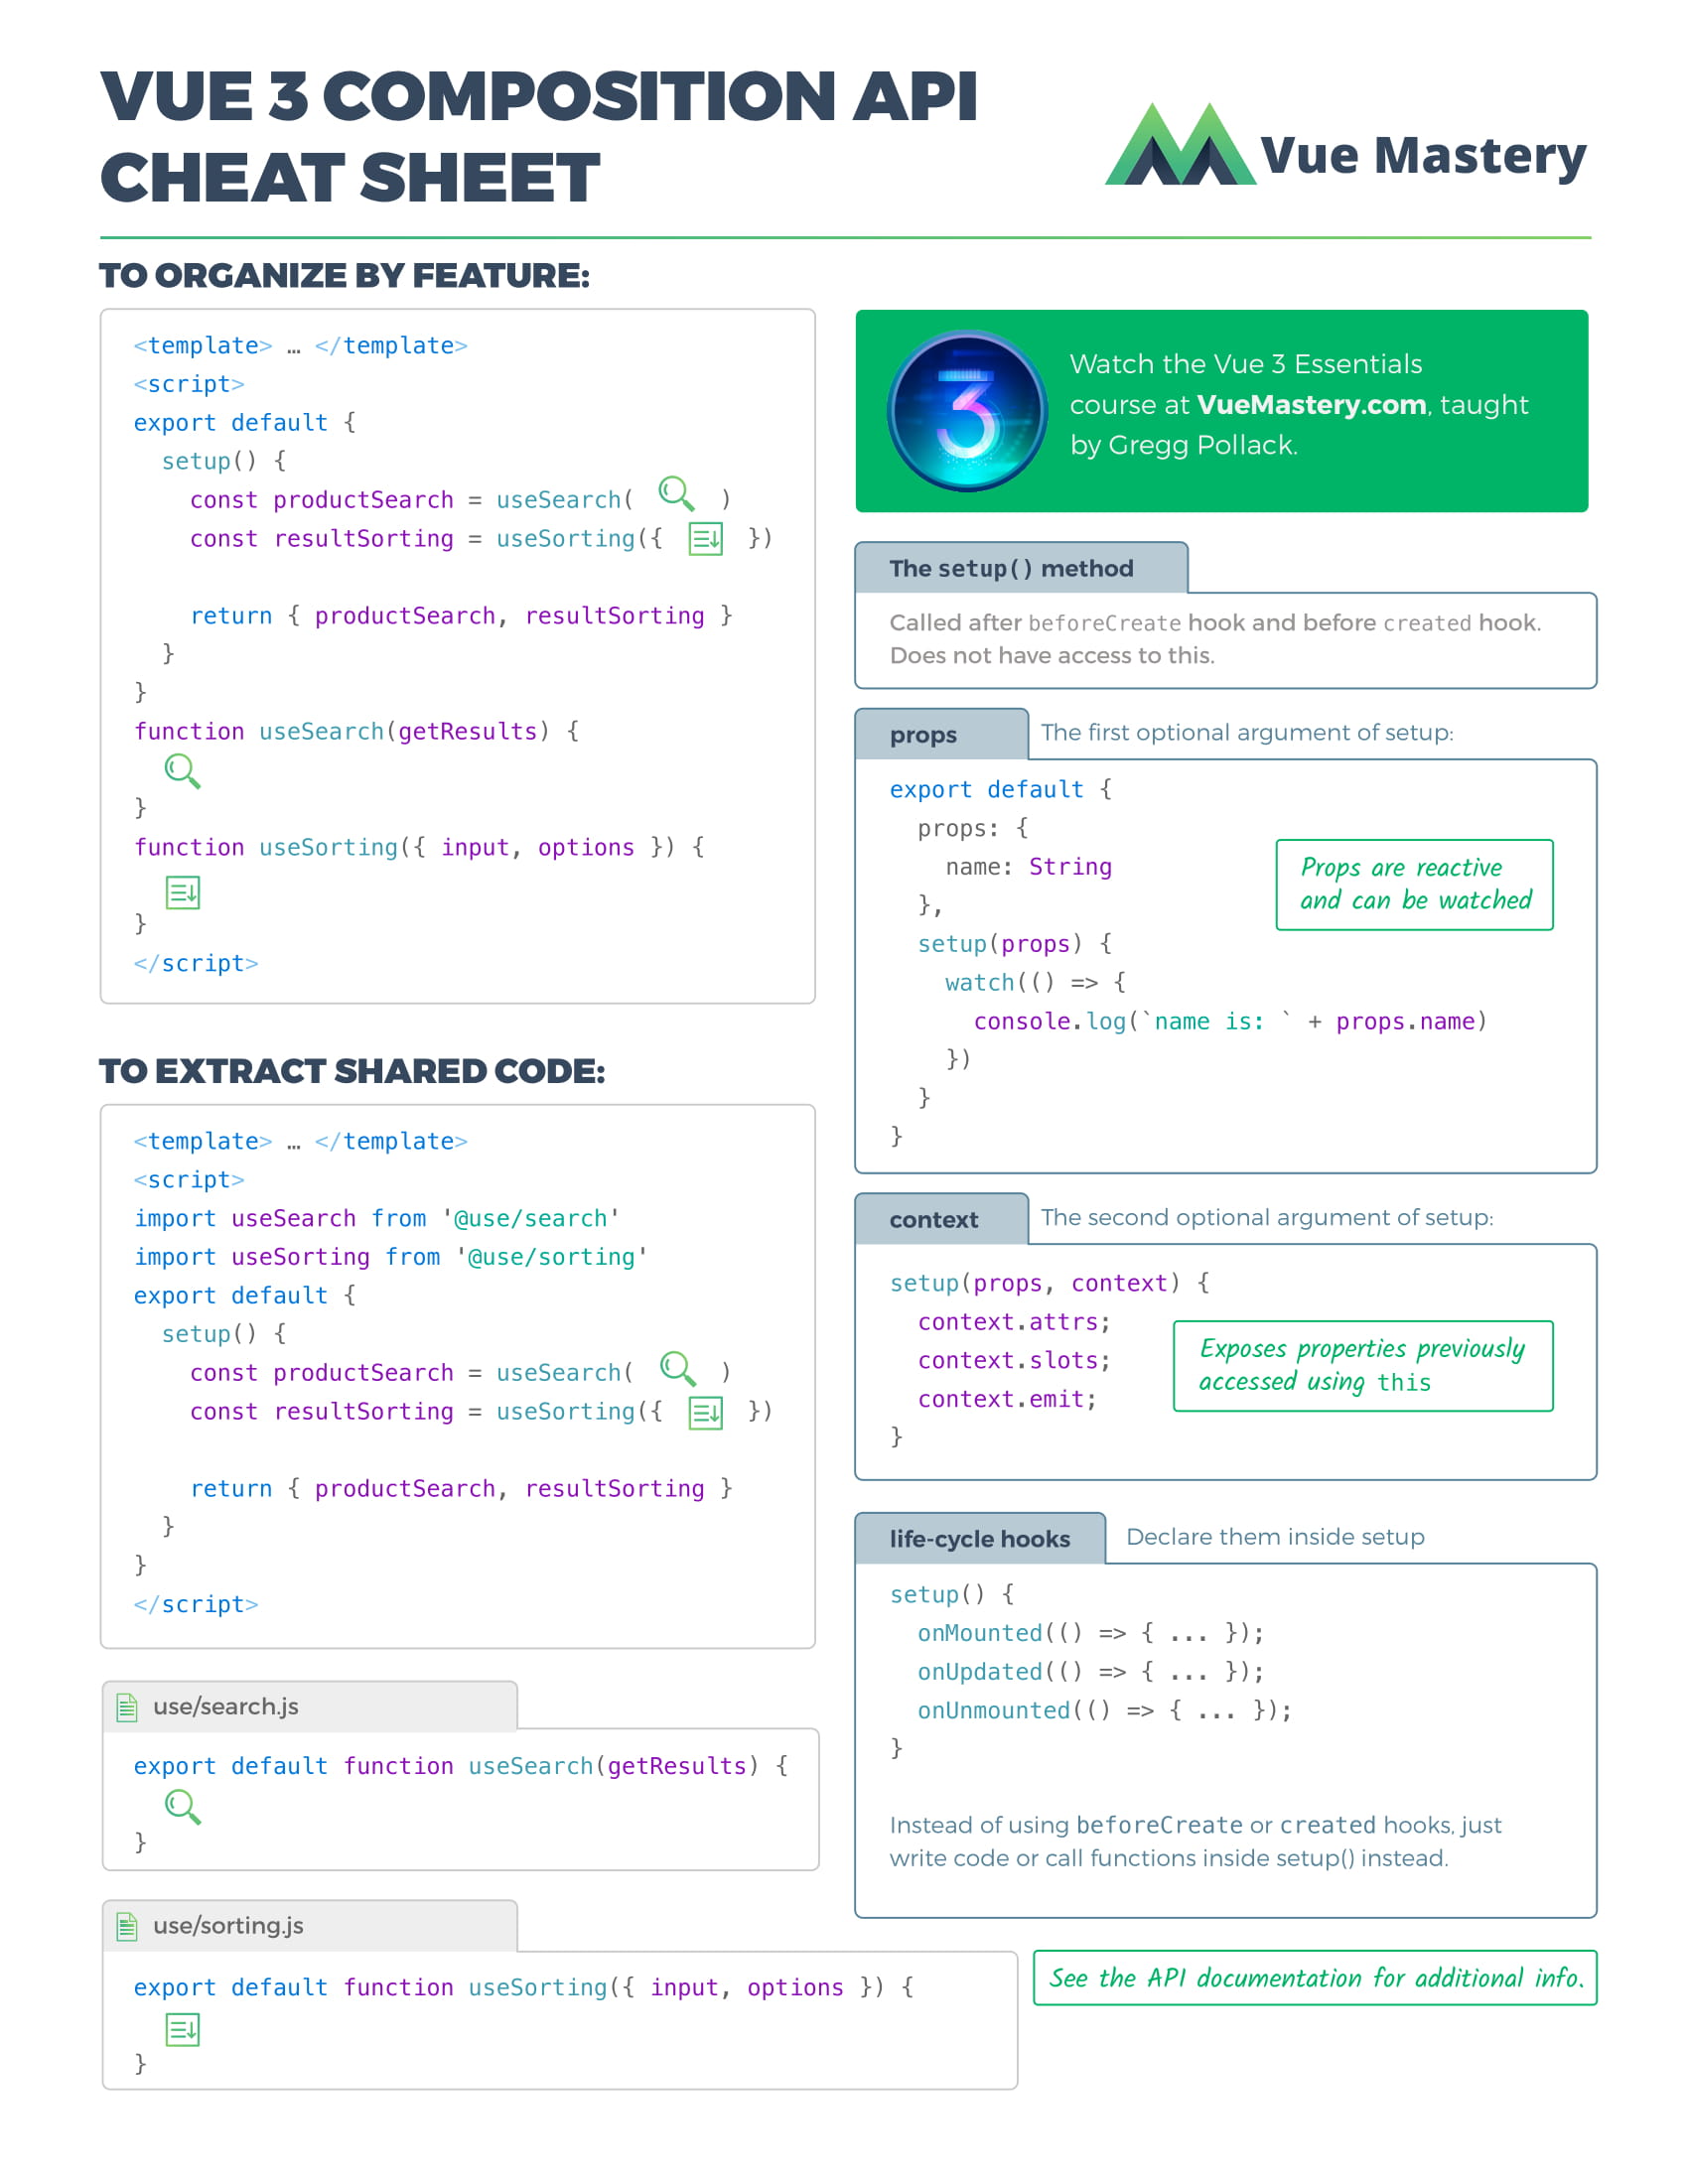 VUE 3 COMPOSITION API
CHEAT SHEET
Vue Mastery
TO ORGANIZE BY FEATURE:
<template> … </template>
<script>
export default {
  setup() {
    const productSearch = useSearch(      )
    const resultSorting = useSorting({      })

    return { productSearch, resultSorting }
  }
}
function useSearch(getResults) {
}
function useSorting({ input, options }) {
}
</script>
TO EXTRACT SHARED CODE:
<template> … </template>
<script>
import useSearch from '@use/search'
import useSorting from '@use/sorting'
export default {
  setup() {
    const productSearch = useSearch(      )
    const resultSorting = useSorting({      })

    return { productSearch, resultSorting }
  }
}
</script>
use/search.js
export default function useSearch(getResults) {
}
use/sorting.js
export default function useSorting({ input, options }) {
}
3
Watch the Vue 3 Essentials
course at VueMastery.com, taught
by Gregg Pollack.
The setup() method
Called after beforeCreate hook and before created hook.
Does not have access to this.
props
The first optional argument of setup:
export default {
  props: {
    name: String
  },
  setup(props) {
    watch(() => {
      console.log(`name is: ` + props.name)
    })
  }
}
Props are reactive
and can be watched
context
The second optional argument of setup:
setup(props, context) {
  context.attrs;
  context.slots;
  context.emit;
}
Exposes properties previously
accessed using this
life-cycle hooks
Declare them inside setup
setup() {
  onMounted(() => { ... });
  onUpdated(() => { ... });
  onUnmounted(() => { ... });
}
Instead of using beforeCreate or created hooks, just
write code or call functions inside setup() instead.
See the API documentation for additional info.